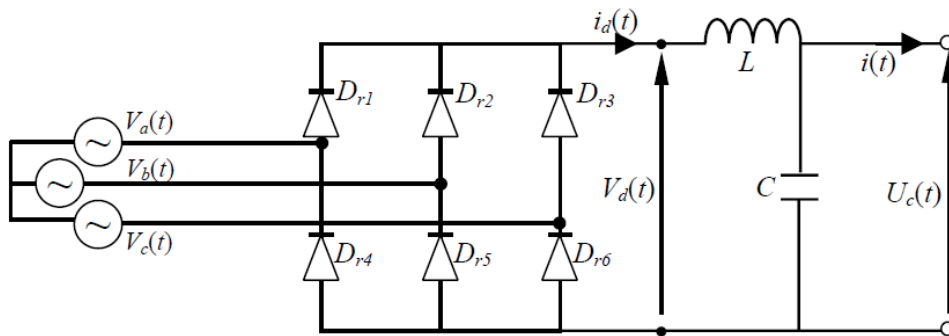 i_d(t)
L
i(t)
D_r1
D_r2
D_r3
V_a(t)
V_b(t)
V_c(t)
V_d(t)
C
U_c(t)
D_r4
D_r5
D_r6